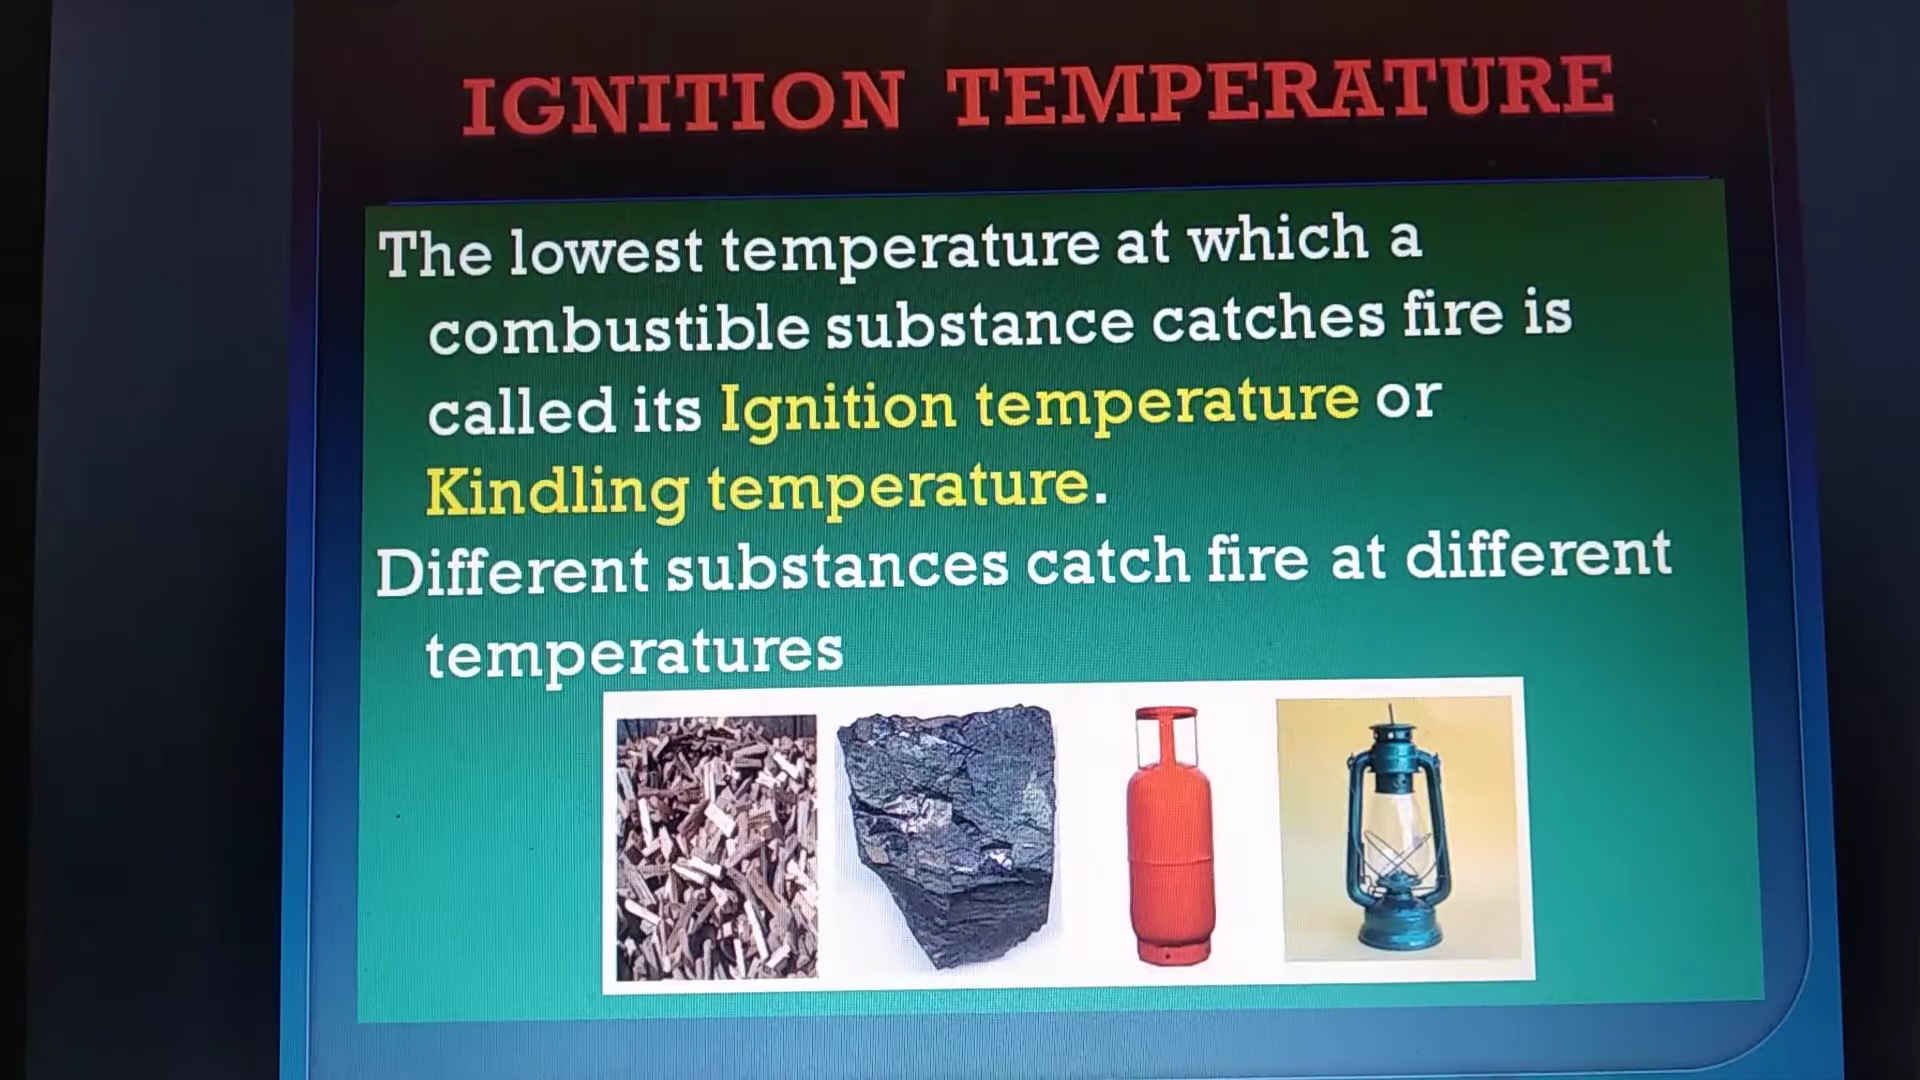 IGNITION TEMPERATURE
The lowest temperature at which a
combustible substance catches fire is
called its Ignition temperature or
Kindling temperature.
Different substances catch fire at different
temperatures